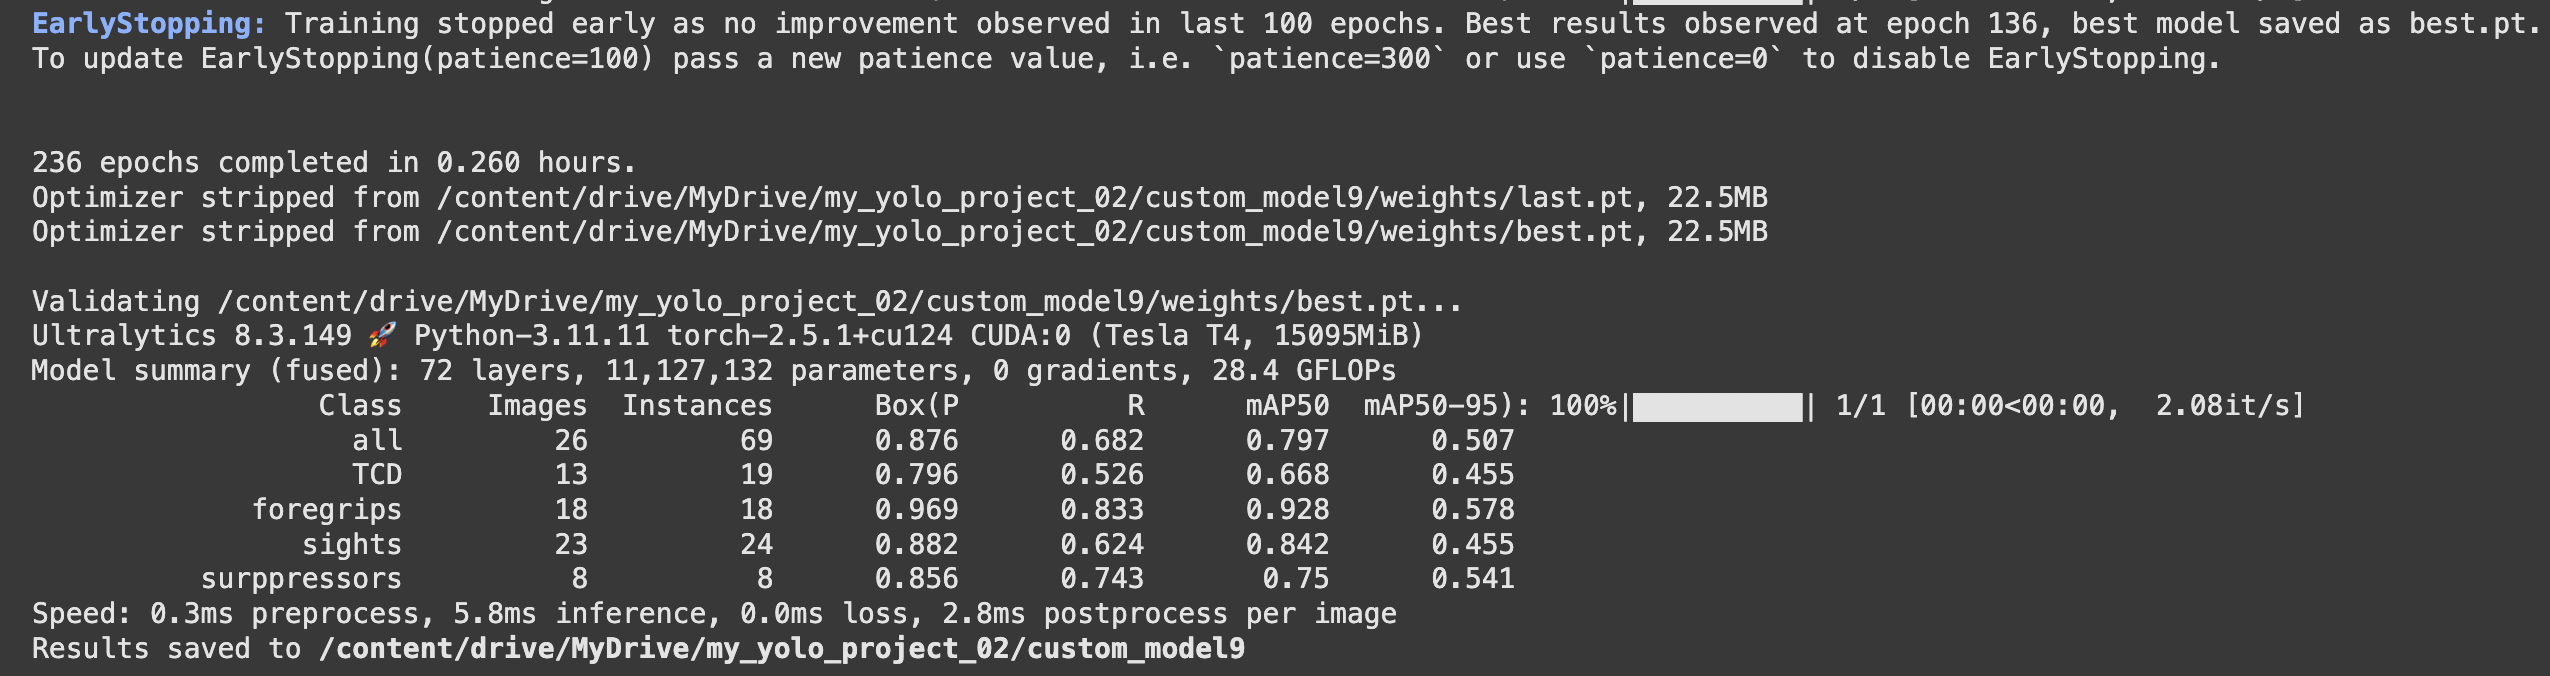 EarlyStopping: Training stopped early as no improvement observed in last 100 epochs. Best results observed at epoch 136, best model saved as best.pt.
To update EarlyStopping(patience=100) pass a new patience value, i.e. `patience=300` or use `patience=0` to disable EarlyStopping.
236 epochs completed in 0.260 hours.
Optimizer stripped from /content/drive/MyDrive/my_yolo_project_02/custom_model9/weights/last.pt, 22.5MB
Optimizer stripped from /content/drive/MyDrive/my_yolo_project_02/custom_model9/weights/best.pt, 22.5MB
Validating /content/drive/MyDrive/my_yolo_project_02/custom_model9/weights/best.pt...
Ultralytics 8.3.149 🚀 Python-3.11.11 torch-2.5.1+cu124 CUDA:0 (Tesla T4, 15095MiB)
Model summary (fused): 72 layers, 11,127,132 parameters, 0 gradients, 28.4 GFLOPs
Class Images Instances Box(P R mAP50 mAP50-95): 100%|██████████| 1/1 [00:00<00:00, 2.08it/s]
all 26 69 0.876 0.682 0.797 0.507
TCD 13 19 0.796 0.526 0.668 0.455
foregrips 18 18 0.969 0.833 0.928 0.578
sights 23 24 0.882 0.624 0.842 0.455
surppressors 8 8 0.856 0.743 0.75 0.541
Speed: 0.3ms preprocess, 5.8ms inference, 0.0ms loss, 2.8ms postprocess per image
Results saved to /content/drive/MyDrive/my_yolo_project_02/custom_model9